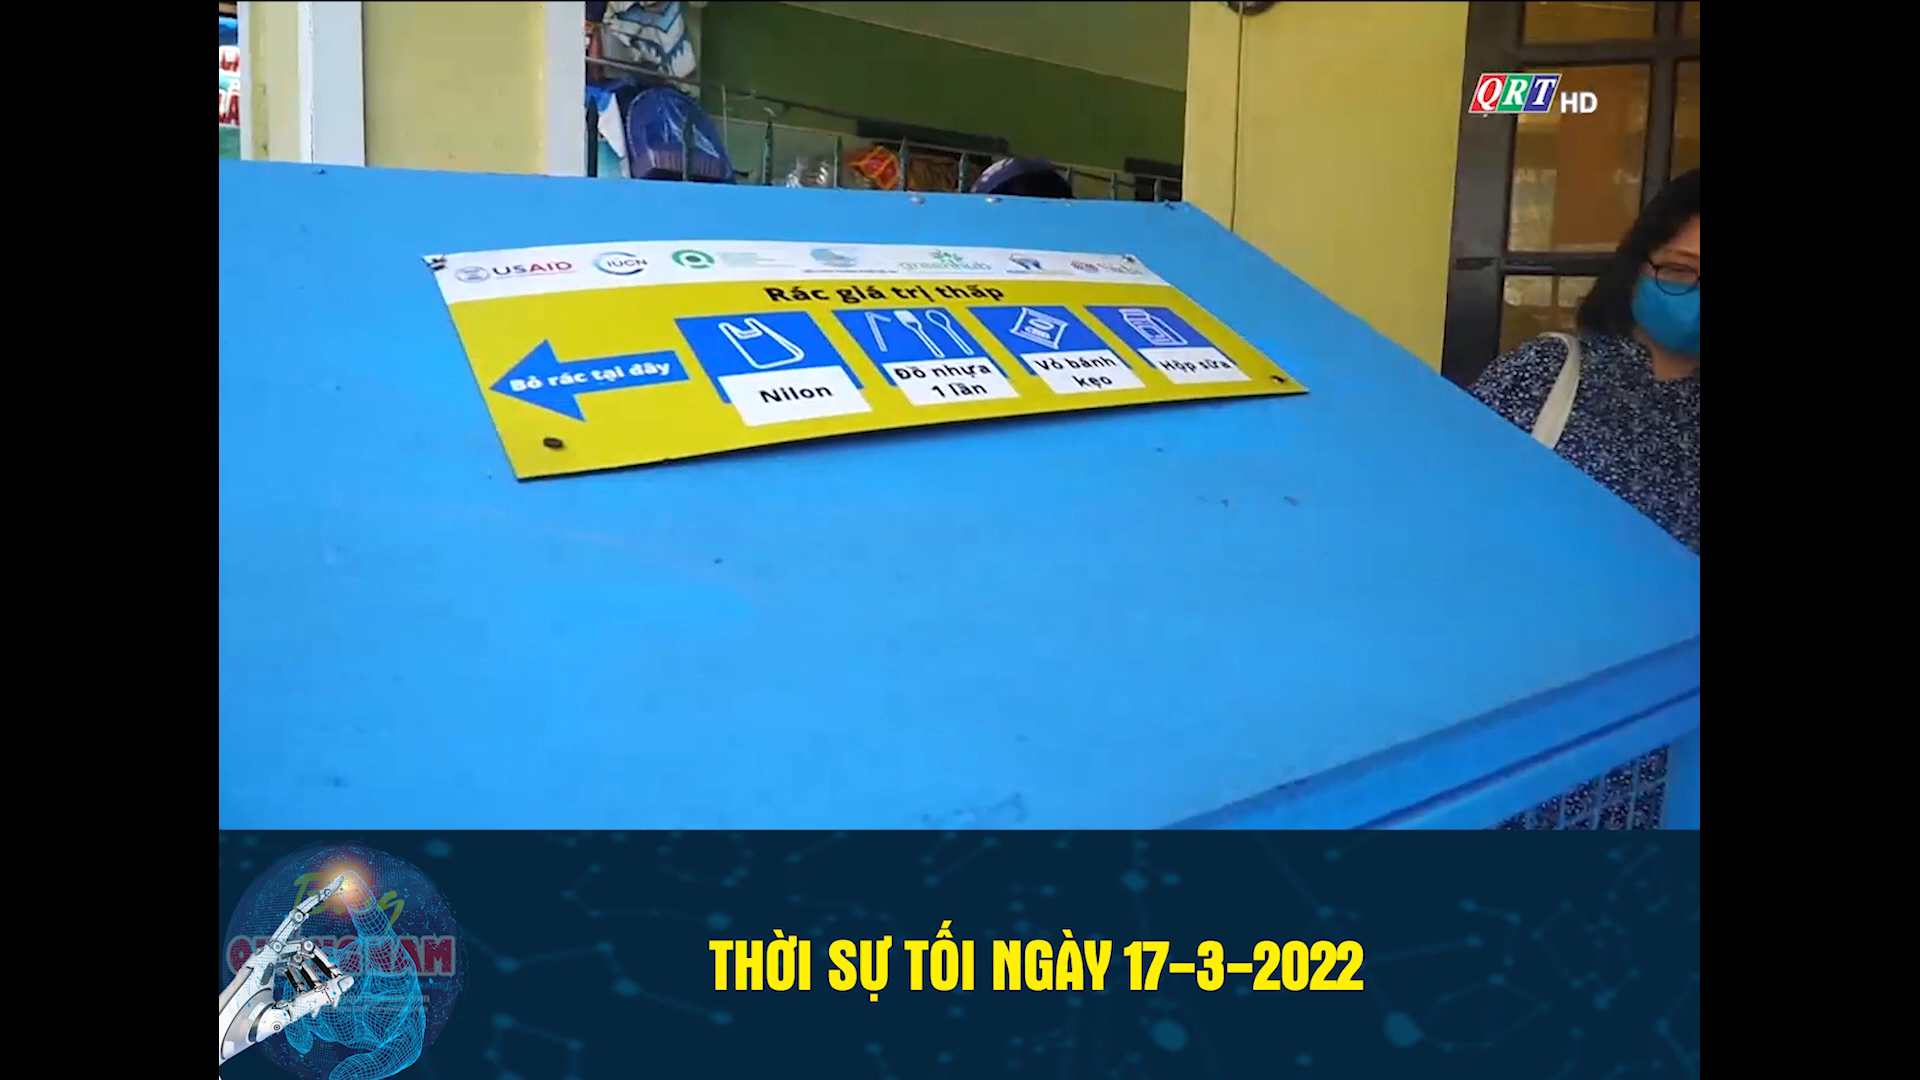 QRT HD
USAID IUCN greenhub
Rác giá trị thấp
Bỏ rác tại đây
Nilon
Đồ nhựa
1 lần
Vỏ bánh
kẹo
Hộp sữa
THỜI SỰ TỐI NGÀY 17-3-2022